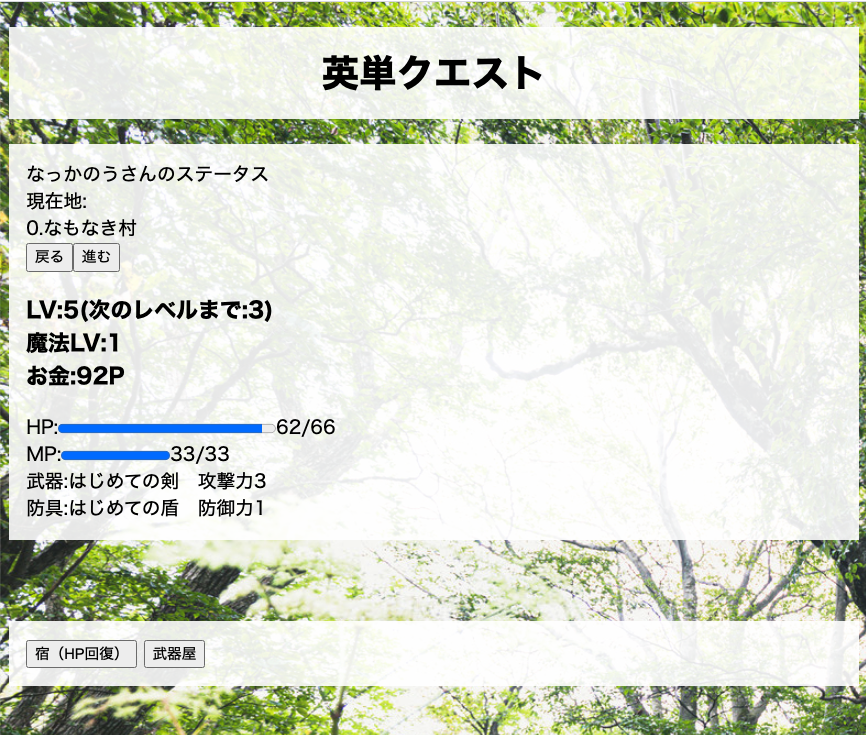 英単クエスト
なっかのうさんのステータス
現在地:
0.なもなき村
戻る 進む
LV:5(次のレベルまで:3)
魔法LV:1
お金:92P
HP: 62/66
MP: 33/33
武器:はじめての剣　攻撃力3
防具:はじめての盾　防御力1
宿（HP回復） 武器屋